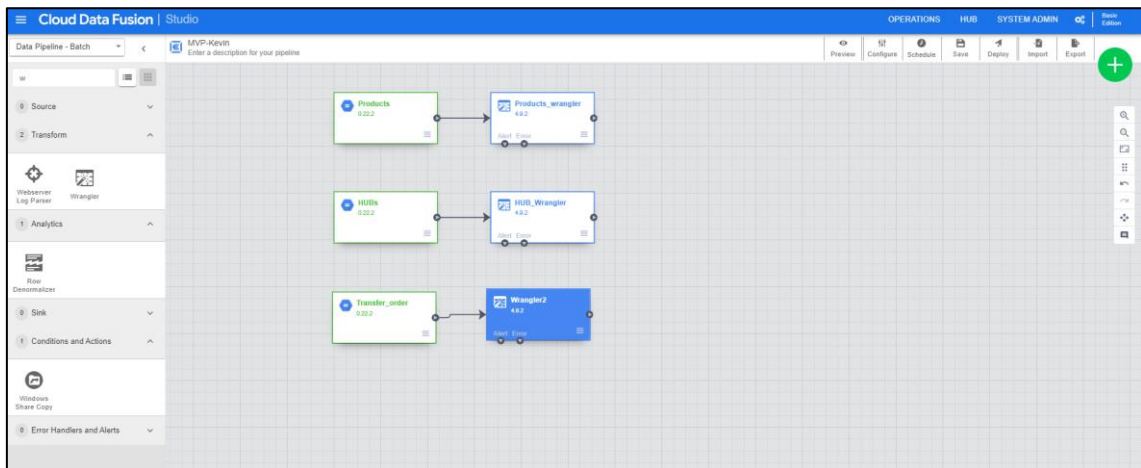 Cloud Data Fusion | Studio
OPERATIONS HUB SYSTEM ADMIN Basic Edition
Data Pipeline - Batch
MVP-Kevin
Enter a description for your pipeline
Preview Configure Schedule Save Deploy Import Export
w
0 Source
2 Transform
Webserver Log Parser
Wrangler
1 Analytics
Row Denormalizer
0 Sink
1 Conditions and Actions
Windows Share Copy
0 Error Handlers and Alerts
Products
0.22.2
Products_wrangler
4.9.2
Alert Error
HUBs
0.22.2
HUB_Wrangler
4.9.2
Alert Error
Transfer_order
0.22.2
Wrangler2
4.9.2
Alert Error